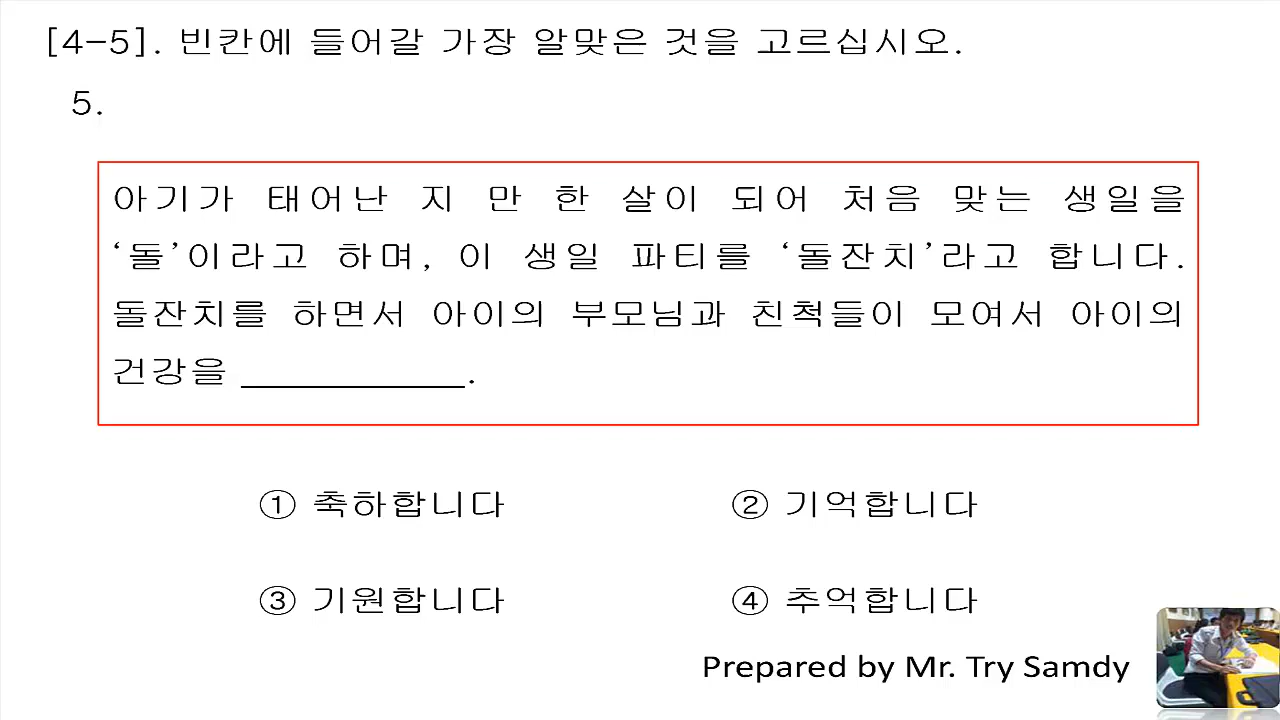 [4-5]. 빈칸에 들어갈 가장 알맞은 것을 고르십시오.
5.
아기가 태어난 지 만 한 살이 되어 처음 맞는 생일을
‘돌’이라고 하며, 이 생일 파티를 ‘돌잔치’라고 합니다.
돌잔치를 하면서 아이의 부모님과 친척들이 모여서 아이의
건강을 ____________.
① 축하합니다 ② 기억합니다
③ 기원합니다 ④ 추억합니다
Prepared by Mr. Try Samdy